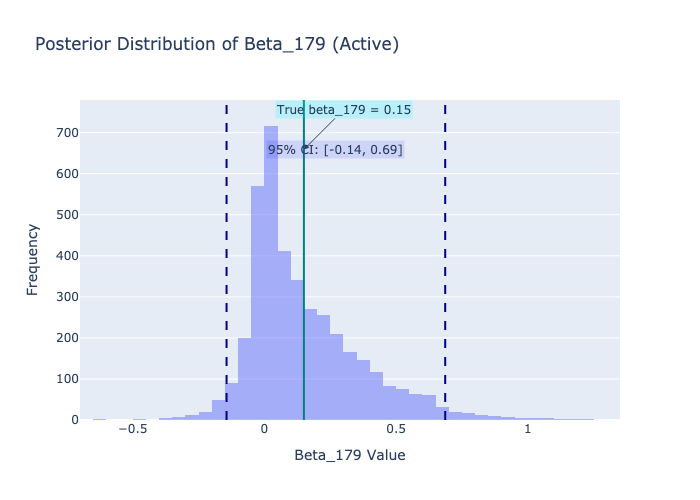 Posterior Distribution of Beta_179 (Active)
True beta_179 = 0.15
95% CI: [-0.14, 0.69]
700
600
500
400
300
200
100
0
Frequency
−0.5
0
0.5
1
Beta_179 Value